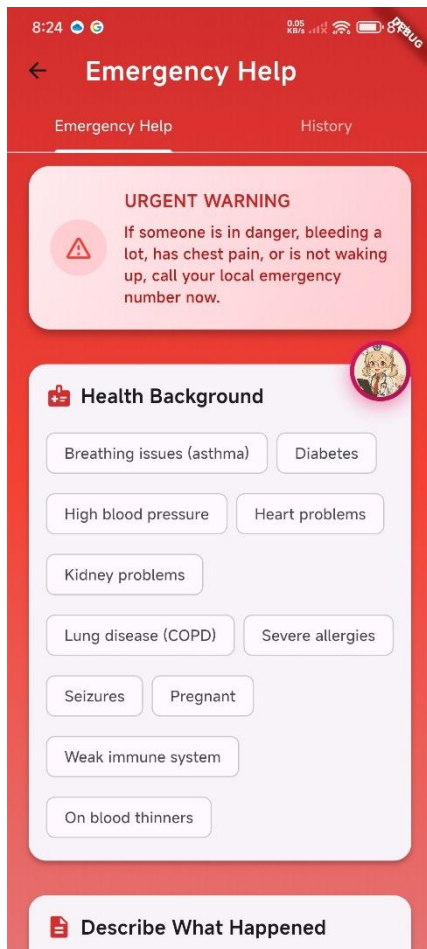 8:24
0.05
KB/s
DEBUG
Emergency Help
Emergency Help History
URGENT WARNING
If someone is in danger, bleeding a
lot, has chest pain, or is not waking
up, call your local emergency
number now.
Health Background
Breathing issues (asthma) Diabetes
High blood pressure Heart problems
Kidney problems
Lung disease (COPD) Severe allergies
Seizures Pregnant
Weak immune system
On blood thinners
Describe What Happened